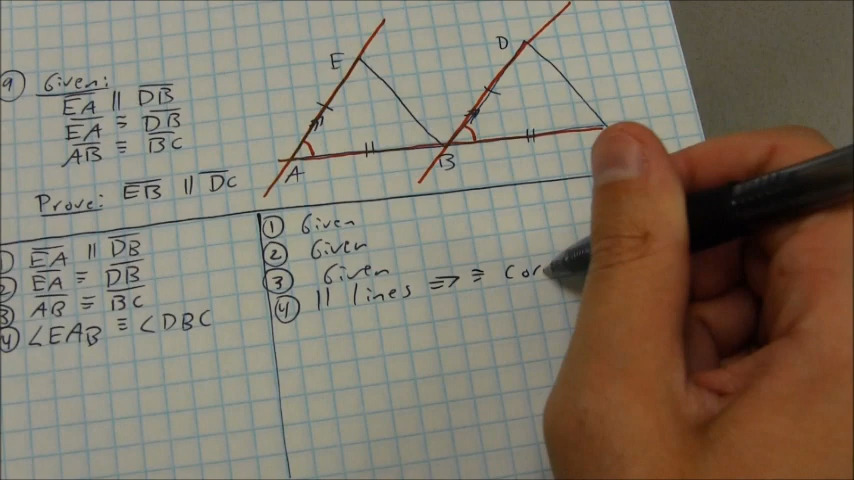 9 Given:
EA || DB
EA ≅ DB
AB ≅ BC
Prove: EB || DC
E
D
A
B
1 EA || DB
2 EA ≅ DB
3 AB ≅ BC
4 ∠EAB ≅ ∠DBC
1 Given
2 Given
3 Given
4 || lines => ≅ Cor